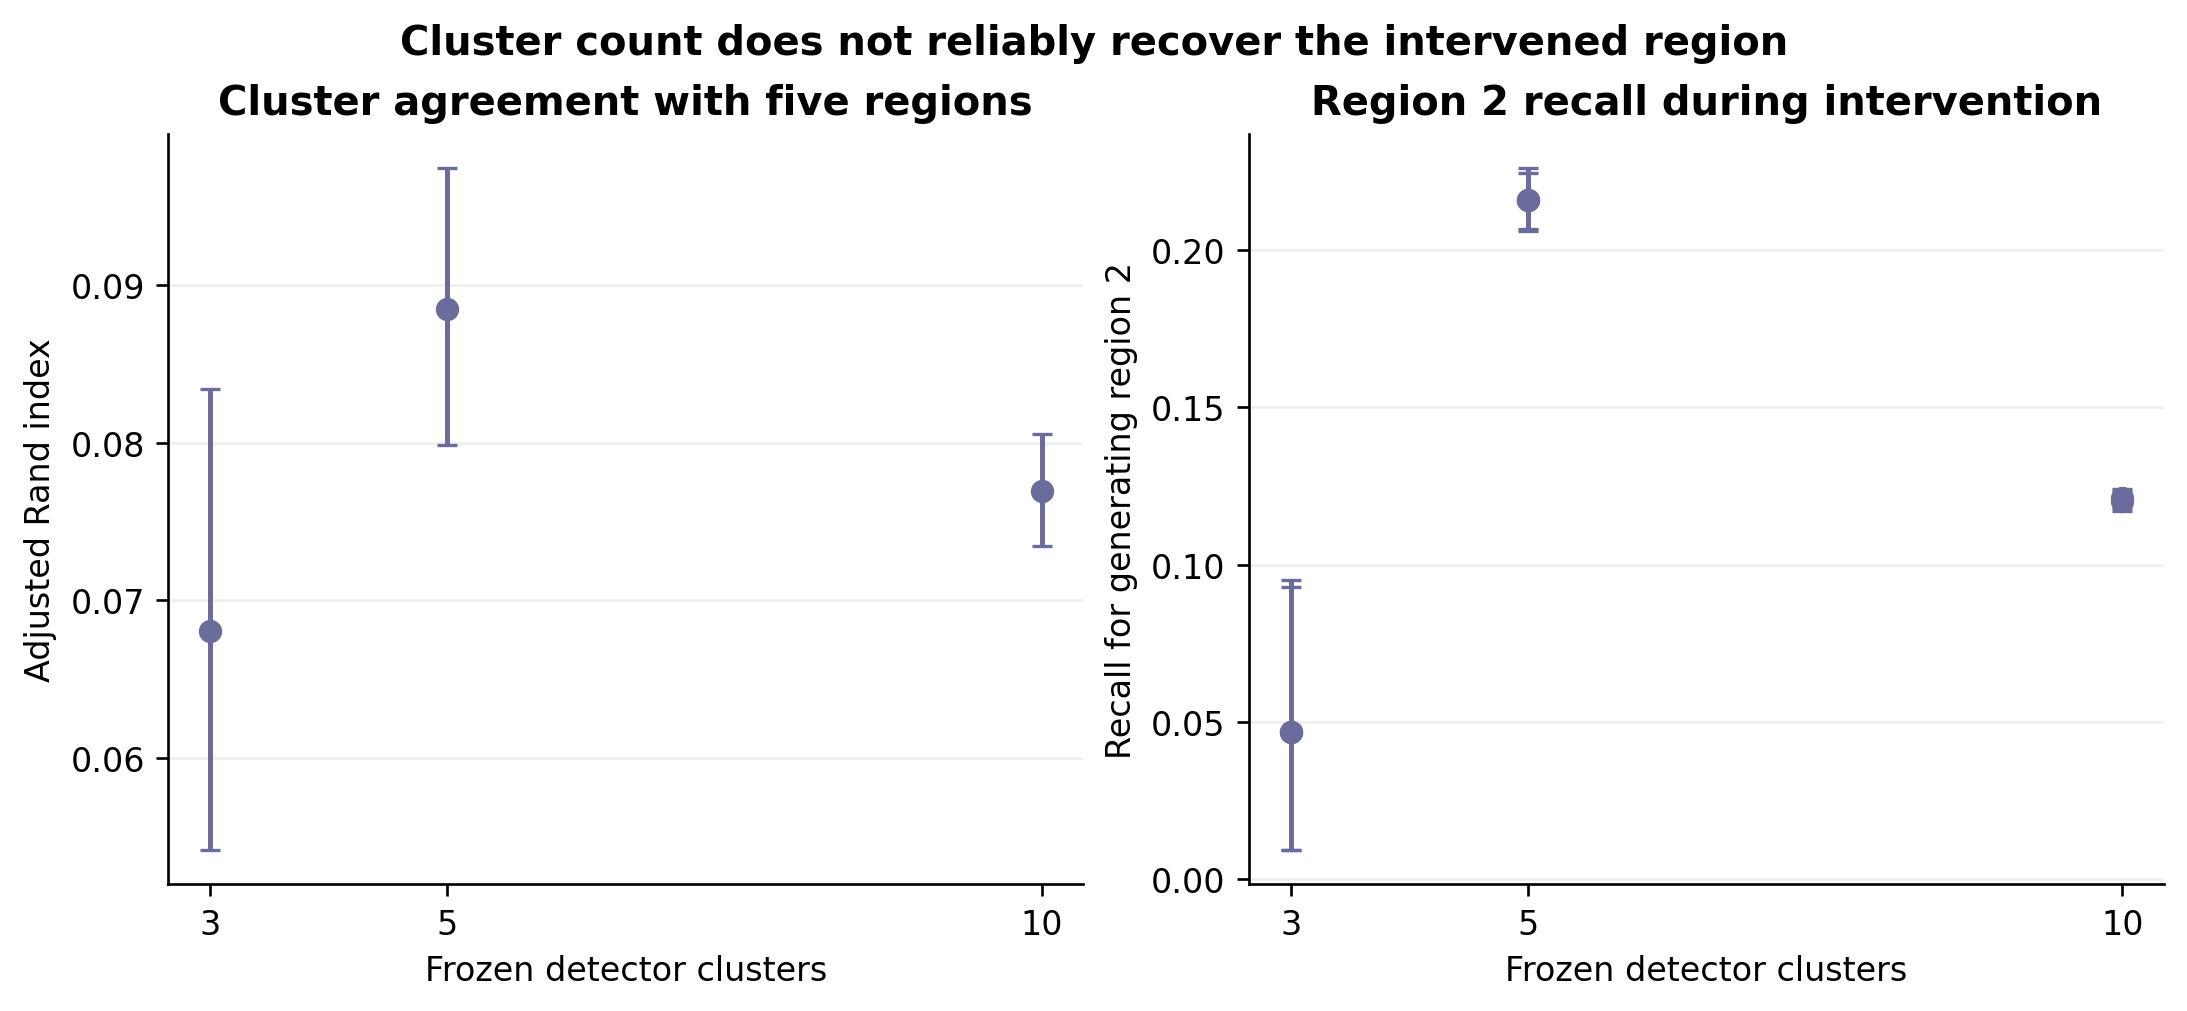 Cluster count does not reliably recover the intervened region
Cluster agreement with five regions
Adjusted Rand index
0.09
0.08
0.07
0.06
3
5
10
Frozen detector clusters
Region 2 recall during intervention
Recall for generating region 2
0.20
0.15
0.10
0.05
0.00
3
5
10
Frozen detector clusters